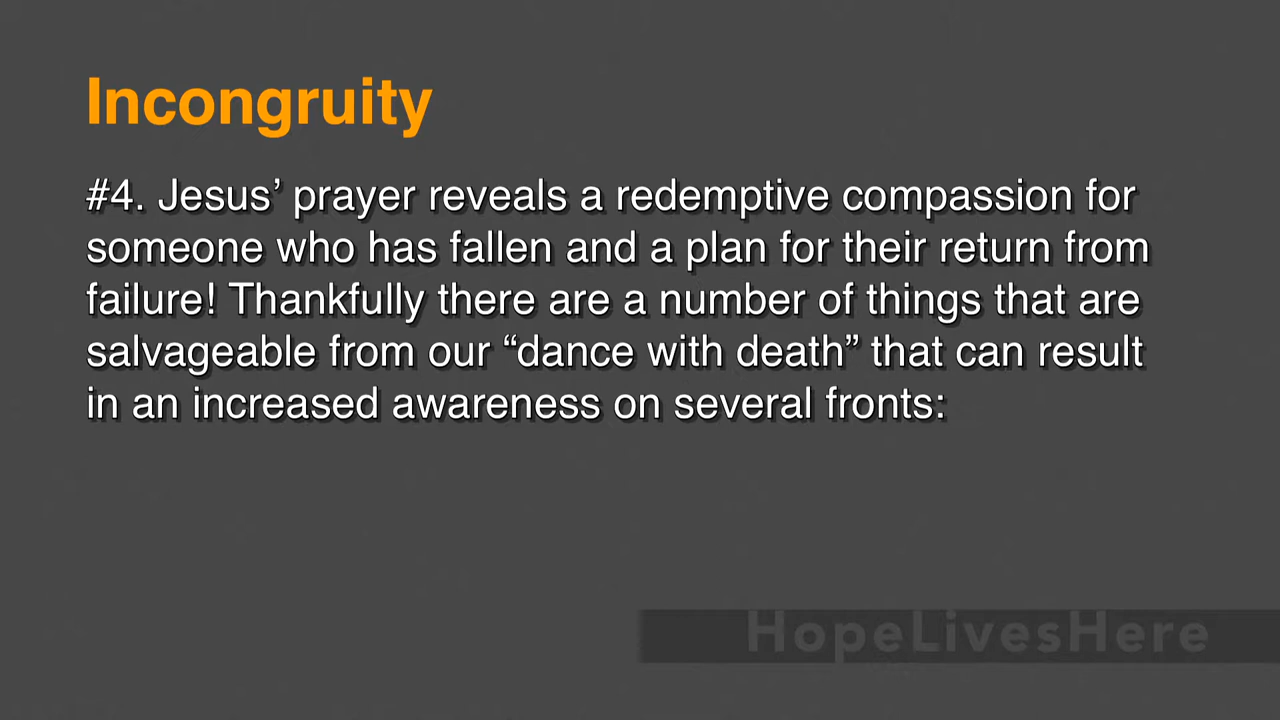 Incongruity
#4. Jesus’ prayer reveals a redemptive compassion for
someone who has fallen and a plan for their return from
failure! Thankfully there are a number of things that are
salvageable from our “dance with death” that can result
in an increased awareness on several fronts:
HopeLivesHere